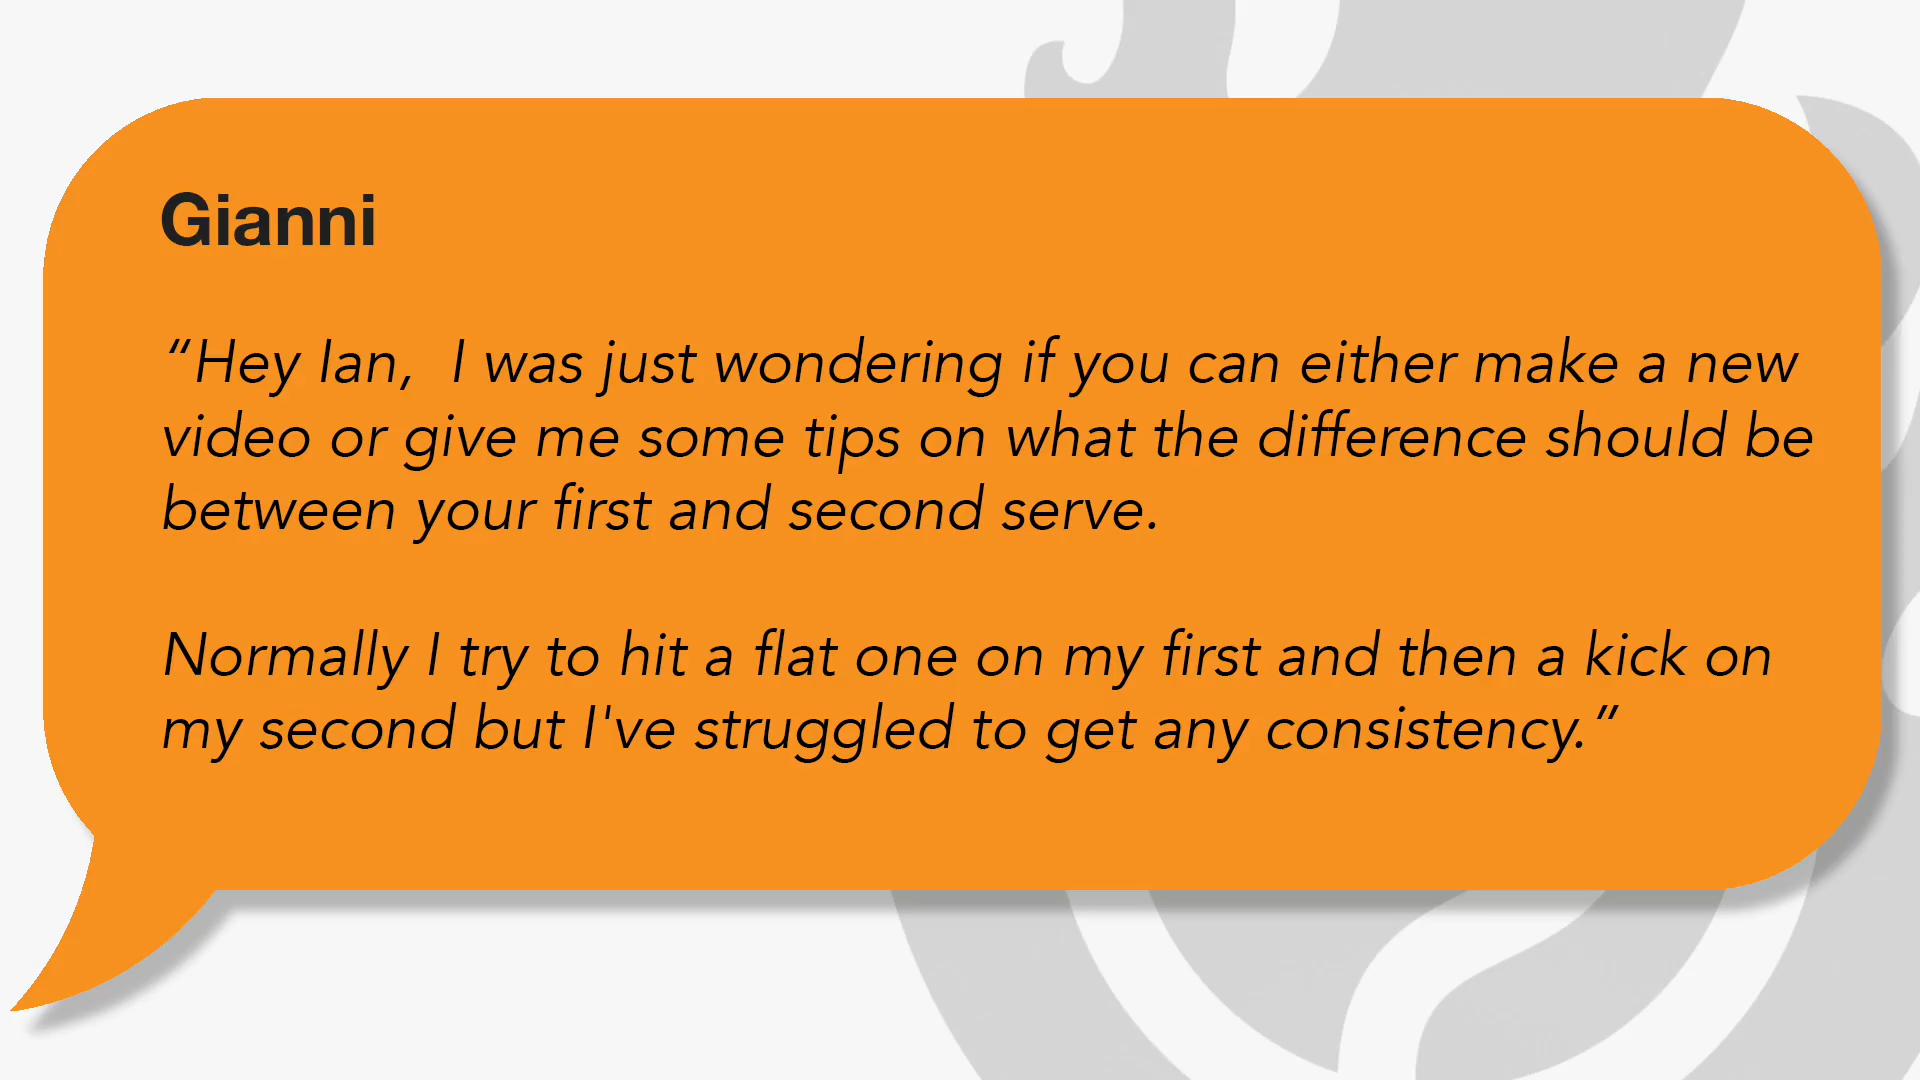 Gianni
“Hey Ian,  I was just wondering if you can either make a new
video or give me some tips on what the difference should be
between your first and second serve.
Normally I try to hit a flat one on my first and then a kick on
my second but I've struggled to get any consistency.”